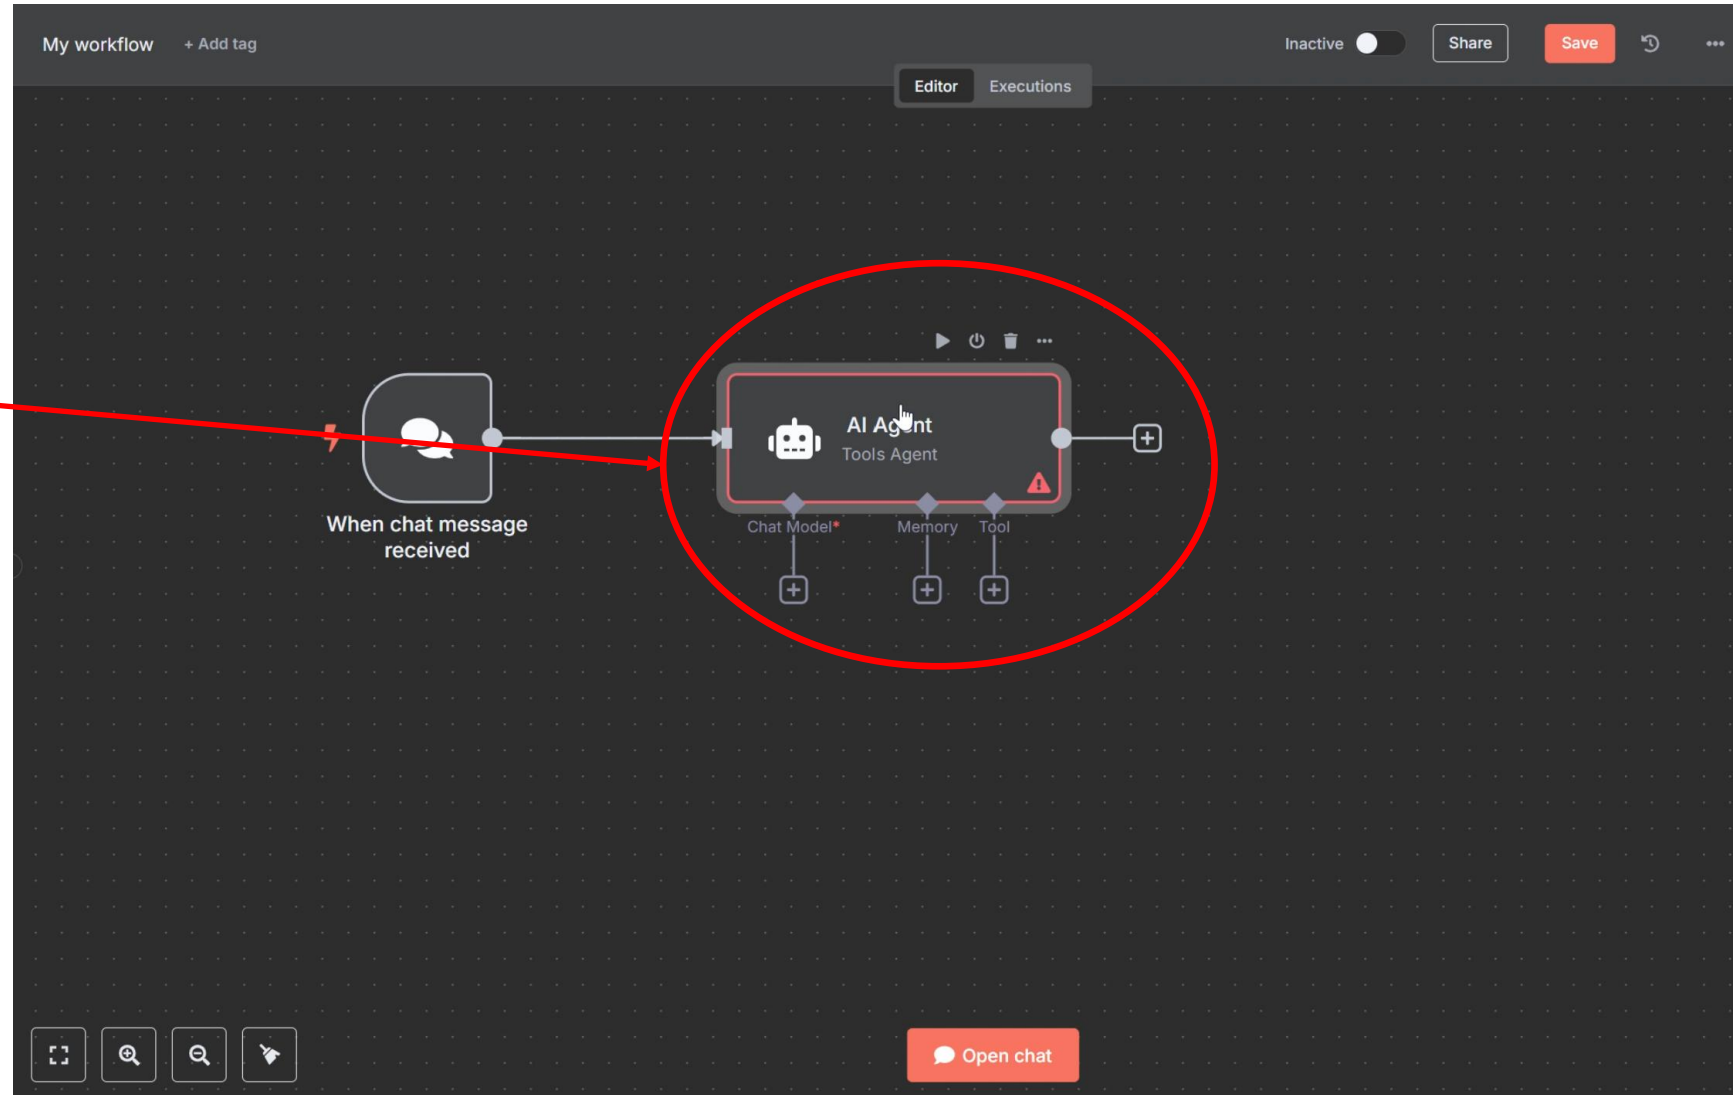 My workflow + Add tag
Inactive Share Save
Editor Executions
AI Agent
Tools Agent
Chat Model* Memory Tool
When chat message
received
Open chat